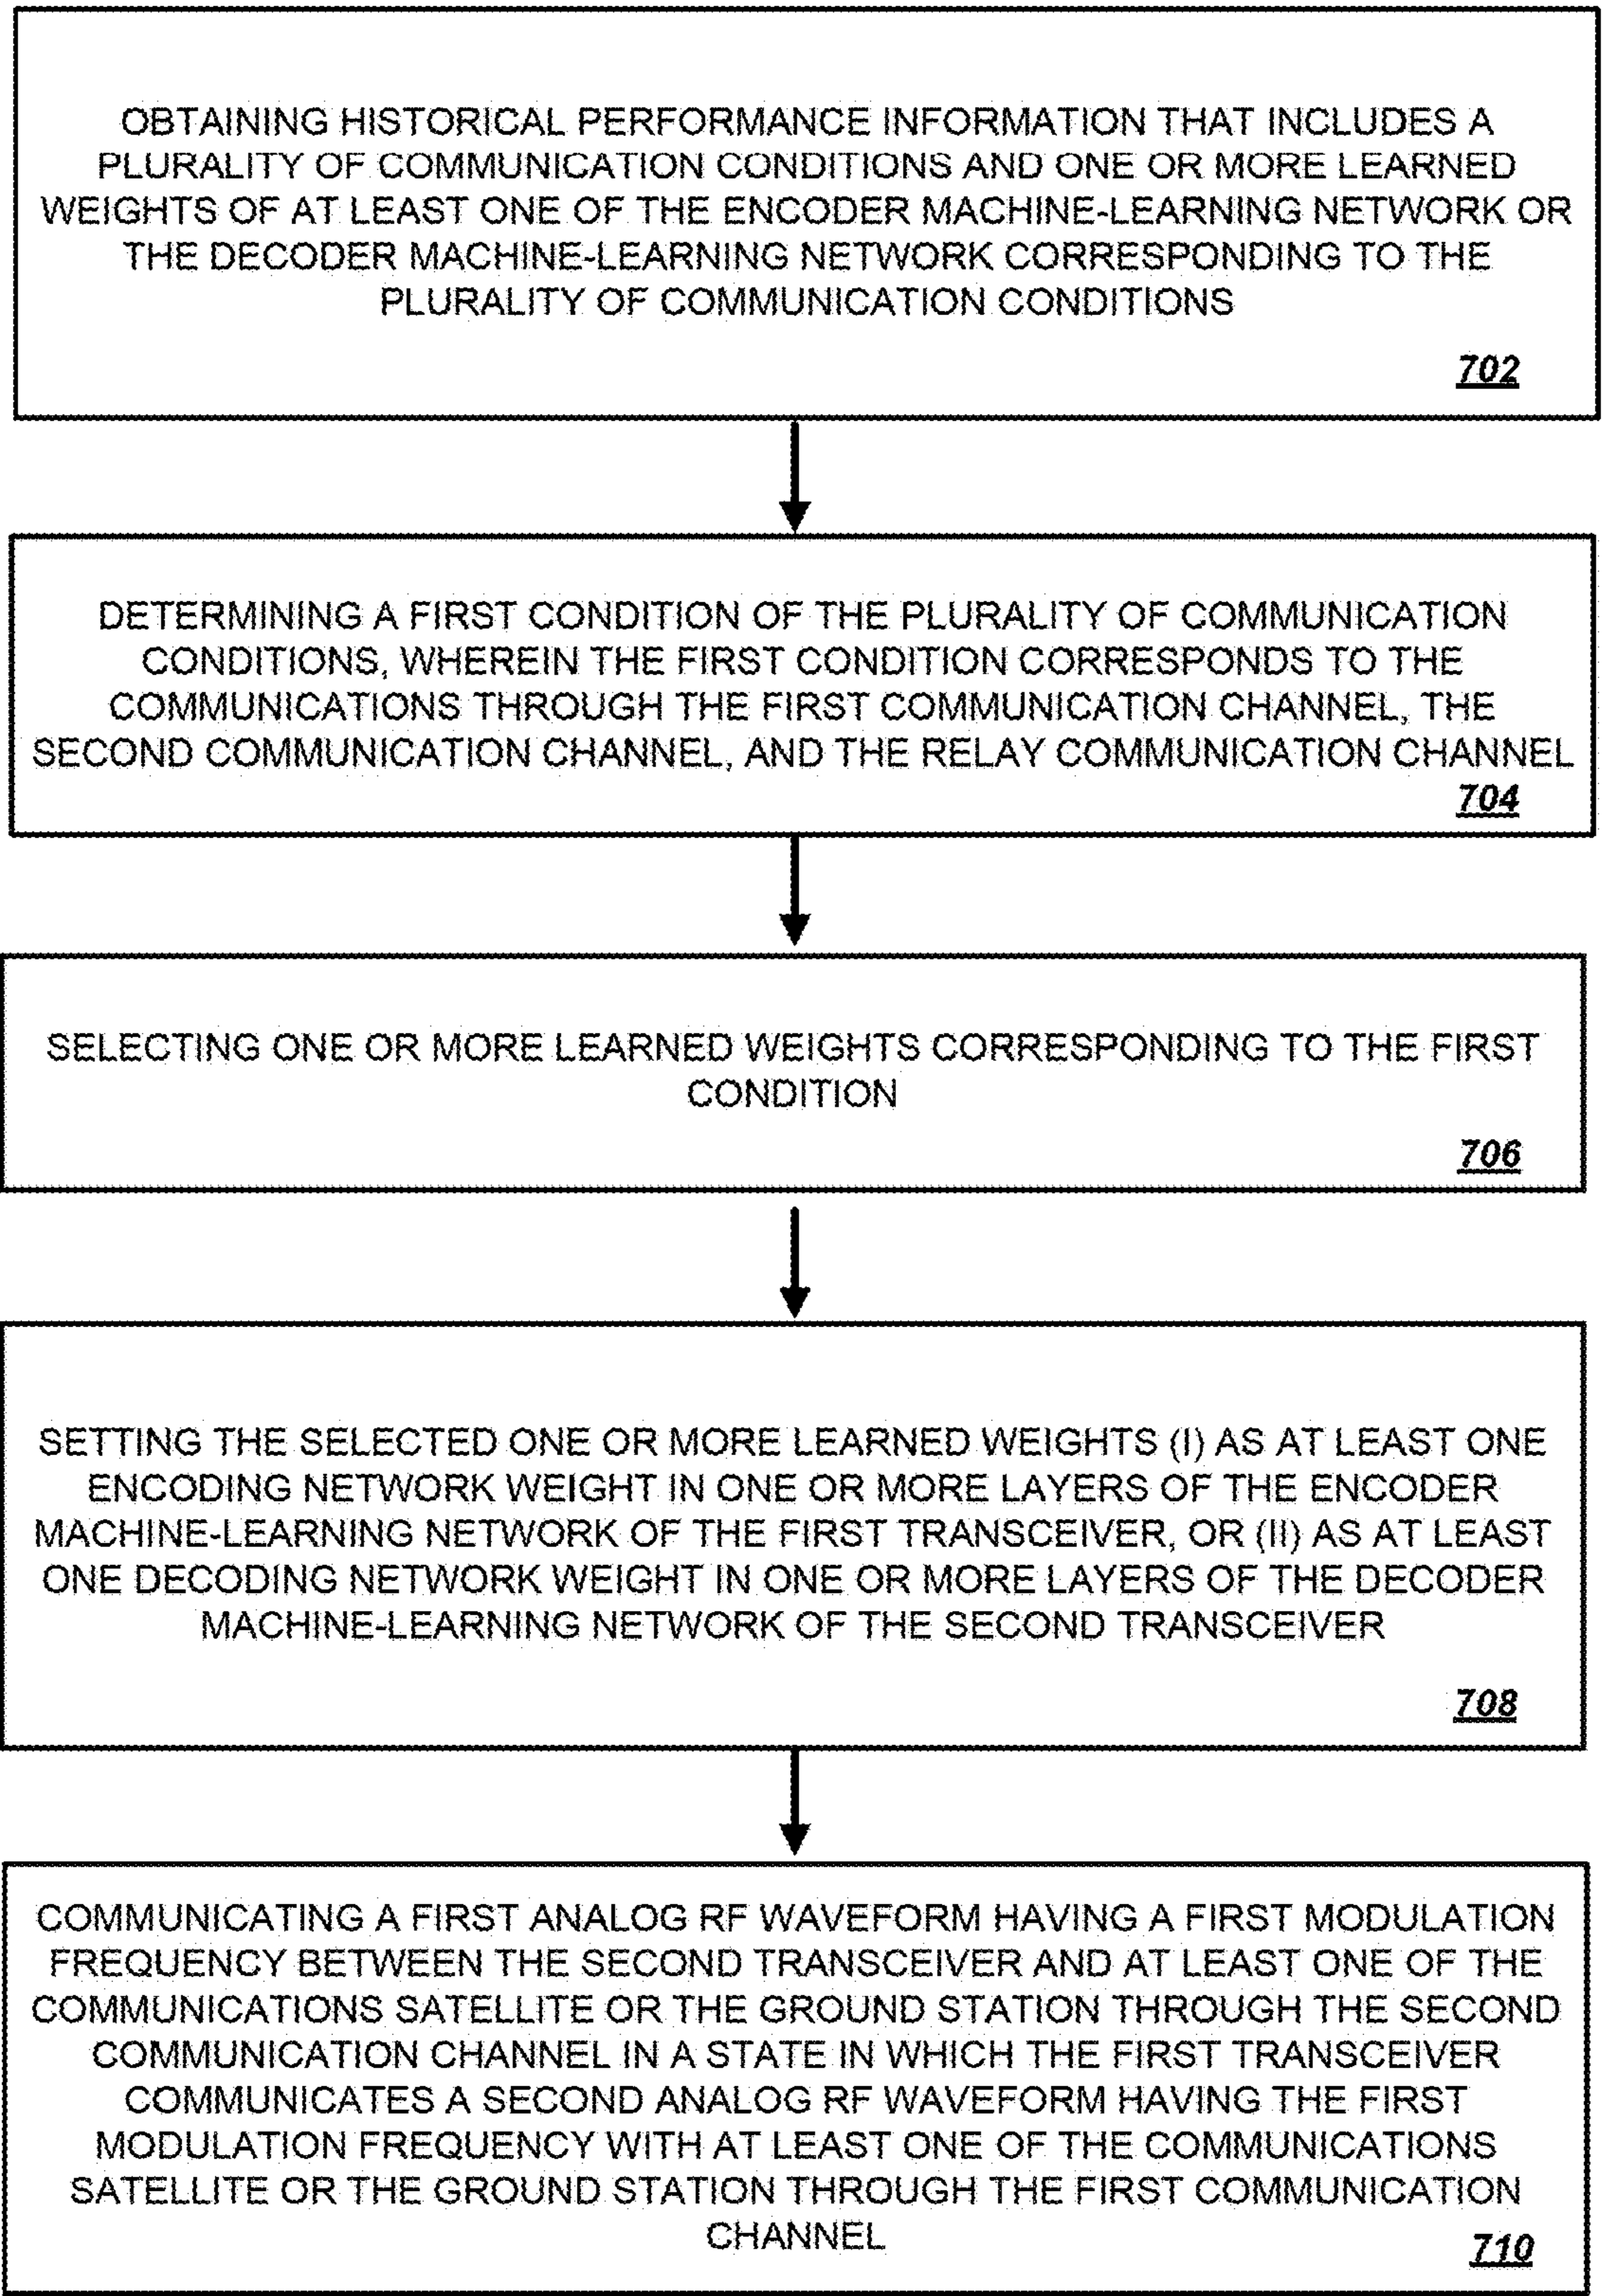 OBTAINING HISTORICAL PERFORMANCE INFORMATION THAT INCLUDES A
PLURALITY OF COMMUNICATION CONDITIONS AND ONE OR MORE LEARNED
WEIGHTS OF AT LEAST ONE OF THE ENCODER MACHINE-LEARNING NETWORK OR
THE DECODER MACHINE-LEARNING NETWORK CORRESPONDING TO THE
PLURALITY OF COMMUNICATION CONDITIONS
702
DETERMINING A FIRST CONDITION OF THE PLURALITY OF COMMUNICATION
CONDITIONS, WHEREIN THE FIRST CONDITION CORRESPONDS TO THE
COMMUNICATIONS THROUGH THE FIRST COMMUNICATION CHANNEL, THE
SECOND COMMUNICATION CHANNEL, AND THE RELAY COMMUNICATION CHANNEL
704
SELECTING ONE OR MORE LEARNED WEIGHTS CORRESPONDING TO THE FIRST
CONDITION
706
SETTING THE SELECTED ONE OR MORE LEARNED WEIGHTS (I) AS AT LEAST ONE
ENCODING NETWORK WEIGHT IN ONE OR MORE LAYERS OF THE ENCODER
MACHINE-LEARNING NETWORK OF THE FIRST TRANSCEIVER, OR (II) AS AT LEAST
ONE DECODING NETWORK WEIGHT IN ONE OR MORE LAYERS OF THE DECODER
MACHINE-LEARNING NETWORK OF THE SECOND TRANSCEIVER
708
COMMUNICATING A FIRST ANALOG RF WAVEFORM HAVING A FIRST MODULATION
FREQUENCY BETWEEN THE SECOND TRANSCEIVER AND AT LEAST ONE OF THE
COMMUNICATIONS SATELLITE OR THE GROUND STATION THROUGH THE SECOND
COMMUNICATION CHANNEL IN A STATE IN WHICH THE FIRST TRANSCEIVER
COMMUNICATES A SECOND ANALOG RF WAVEFORM HAVING THE FIRST
MODULATION FREQUENCY WITH AT LEAST ONE OF THE COMMUNICATIONS
SATELLITE OR THE GROUND STATION THROUGH THE FIRST COMMUNICATION
CHANNEL
710